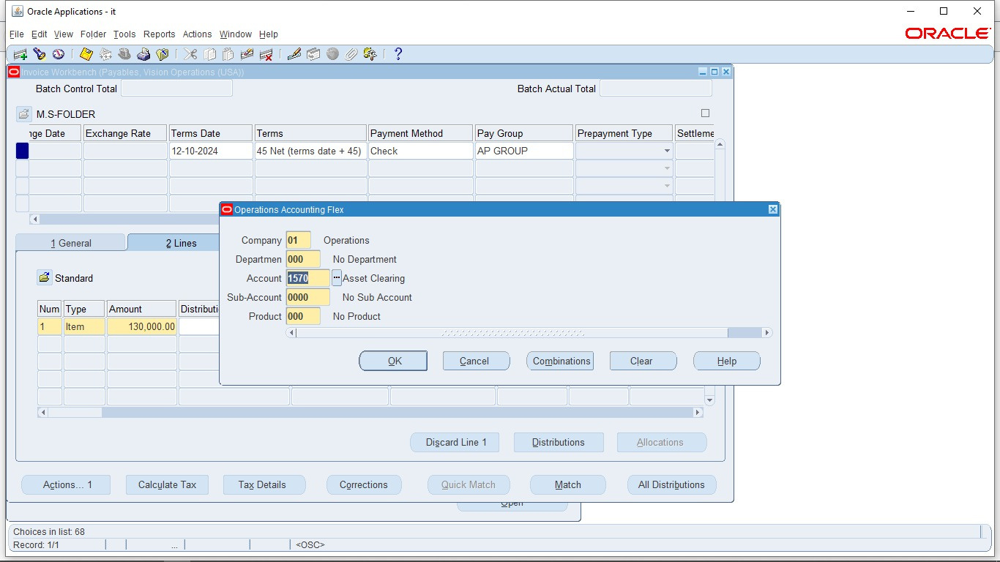 Oracle Applications - it
File Edit View Folder Tools Reports Actions Window Help
ORACLE
Invoice Workbench (Payables, Vision Operations (USA))
Batch Control Total
Batch Actual Total
M.S-FOLDER
nge Date Exchange Rate Terms Date Terms Payment Method Pay Group Prepayment Type Settleme
12-10-2024 45 Net (terms date + 45) Check AP GROUP
Operations Accounting Flex
Company 01 Operations
Departmen 000 No Department
Account 1570 ... Asset Clearing
Sub-Account 0000 No Sub Account
Product 000 No Product
OK Cancel Combinations Clear Help
1 General 2 Lines
Standard
Num Type Amount Distributi
1 Item 130,000.00
Discard Line 1 Distributions Allocations
Actions... 1 Calculate Tax Tax Details Corrections Quick Match Match All Distributions
Open
Choices in list: 68
Record: 1/1 ... <OSC>